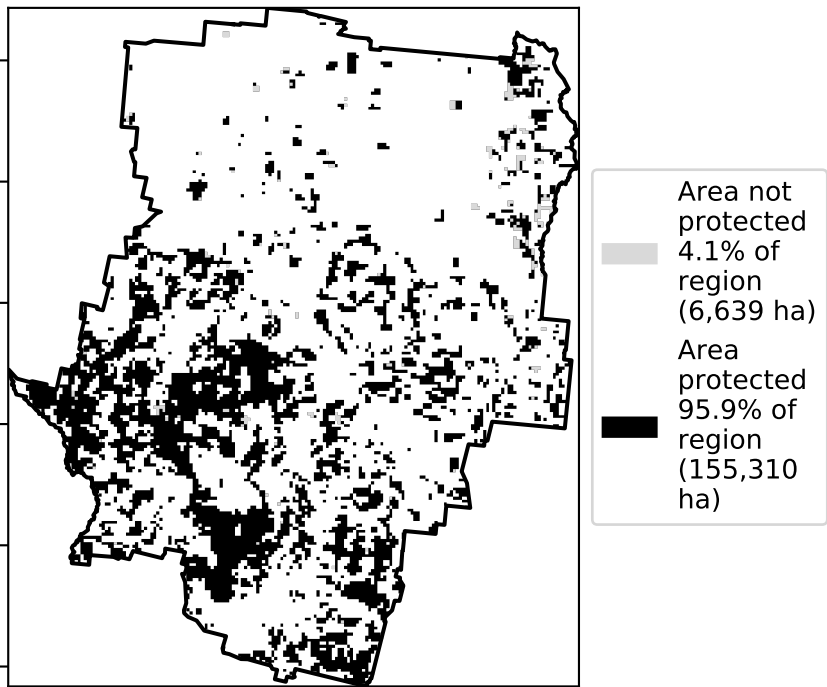 Area not
protected
4.1% of
region
(6,639 ha)
Area
protected
95.9% of
region
(155,310
ha)